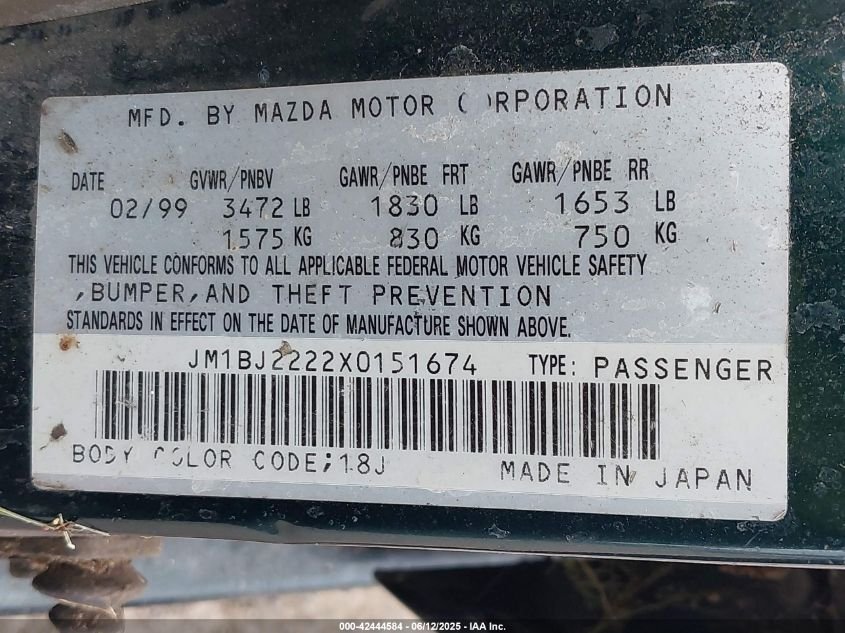 MFD. BY MAZDA MOTOR C RPORATION
DATE GVWR/PNBV GAWR/PNBE FRT GAWR/PNBE RR
02/99 3472 LB 1830 LB 1653 LB
1575 KG 830 KG 750 KG
THIS VEHICLE CONFORMS TO ALL APPLICABLE FEDERAL MOTOR VEHICLE SAFETY
,BUMPER,AND THEFT PREVENTION
STANDARDS IN EFFECT ON THE DATE OF MANUFACTURE SHOWN ABOVE.
JM1BJ2222X0151674 TYPE: PASSENGER
BODY COLOR CODE;18J
MADE IN JAPAN
000-42444584 - 06/12/2025 - IAA Inc.